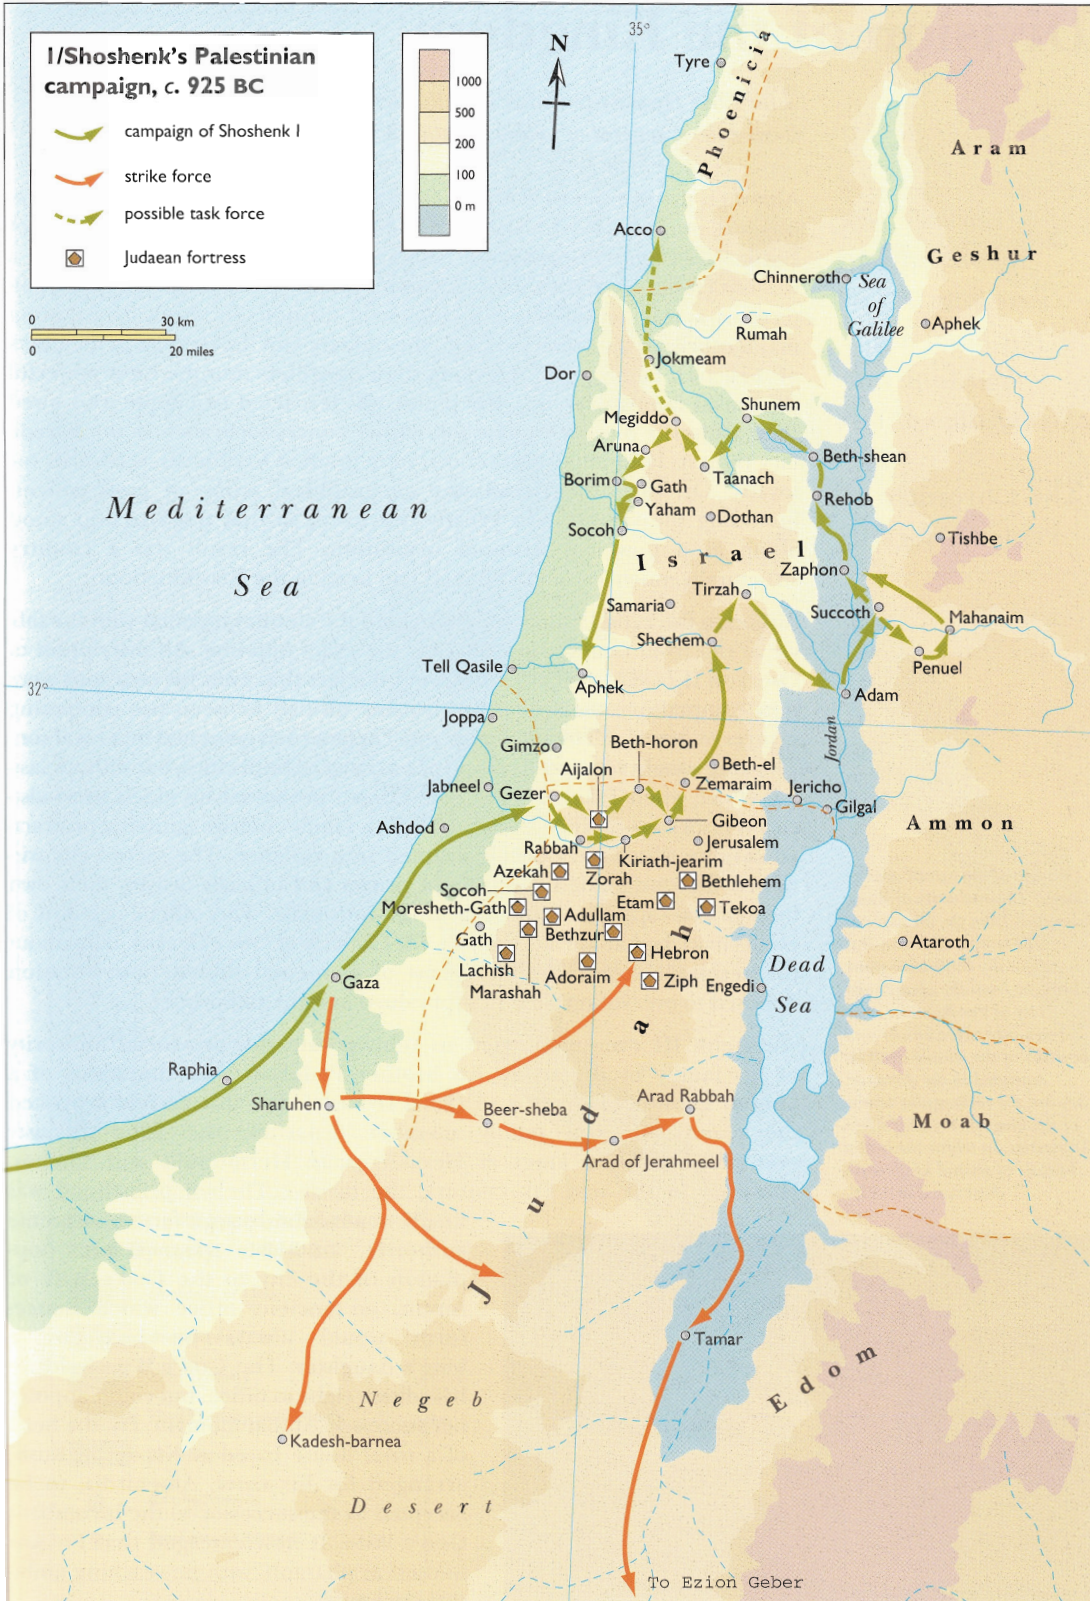 1/Shoshenk's Palestinian
campaign, c. 925 BC
campaign of Shoshenk I
strike force
possible task force
Judaean fortress
1000
500
200
100
0 m
N
35°
0
30 km
0
20 miles
Tyre
Phoenicia
Aram
Acco
Geshur
Chinneroth
Sea
of
Galilee
Aphek
Rumah
Jokmeam
Dor
Shunem
Megiddo
Aruna
Beth-shean
Borim
Gath
Taanach
Rehob
Yaham
Dothan
Mediterranean
Sea
Socoh
Tishbe
Israel
Zaphon
Tirzah
Samaria
Succoth
Mahanaim
Shechem
Penuel
Tell Qasile
32°
Aphek
Adam
Joppa
Jordan
Gimzo
Beth-horon
Aijalon
Beth-el
Jabneel
Gezer
Zemaraim
Jericho
Gilgal
Ashdod
Gibeon
Ammon
Rabbah
Kiriath-jearim
Jerusalem
Azekah
Zorah
Socoh
Bethlehem
Moresheth-Gath
Adullam
Etam
Tekoa
Gath
Bethzur
Ataroth
Lachish
Hebron
Marashah
Adoraim
Ziph
Engedi
Dead
Sea
Gaza
Raphia
Sharuhen
Beer-sheba
Arad Rabbah
Moab
Arad of Jerahmeel
Judah
Tamar
Edom
Negeb
Kadesh-barnea
Desert
To Ezion Geber